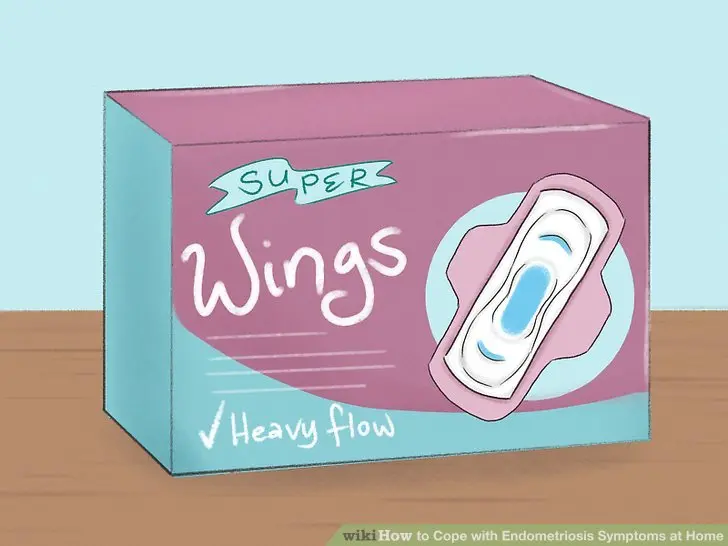 SUPER
Wings
✓Heavy flow
wikiHow to Cope with Endometriosis Symptoms at Home